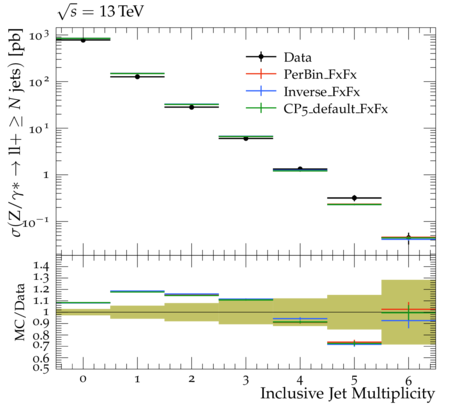 √s = 13 TeV
σ(Z/γ* → ll+ ≥ N jets) [pb]
10³
10²
10¹
1
10⁻¹
Data
PerBin_FxFx
Inverse_FxFx
CP5_default_FxFx
MC/Data
1.4
1.3
1.2
1.1
1
0.9
0.8
0.7
0.6
0.5
0 1 2 3 4 5 6
Inclusive Jet Multiplicity